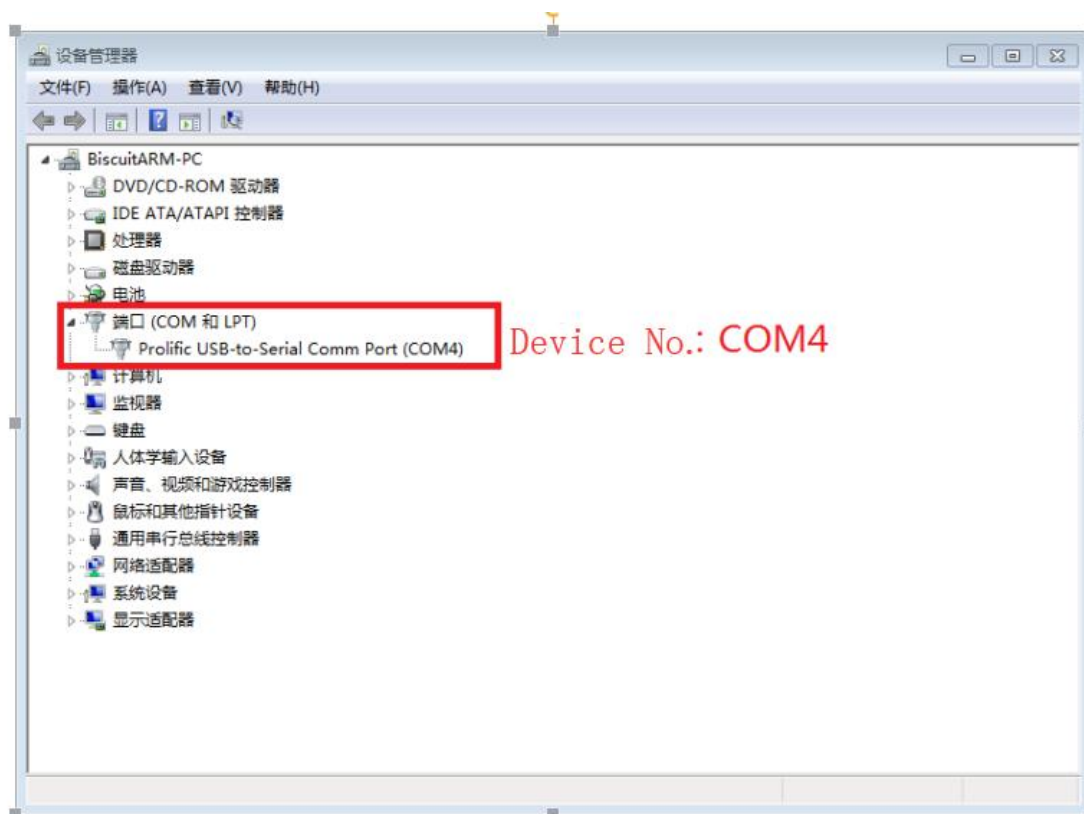 设备管理器
文件(F) 操作(A) 查看(V) 帮助(H)
BiscuitARM-PC
DVD/CD-ROM 驱动器
IDE ATA/ATAPI 控制器
处理器
磁盘驱动器
电池
端口 (COM 和 LPT)
Prolific USB-to-Serial Comm Port (COM4)
Device No.: COM4
计算机
监视器
键盘
人体学输入设备
声音、视频和游戏控制器
鼠标和其他指针设备
通用串行总线控制器
网络适配器
系统设备
显示适配器